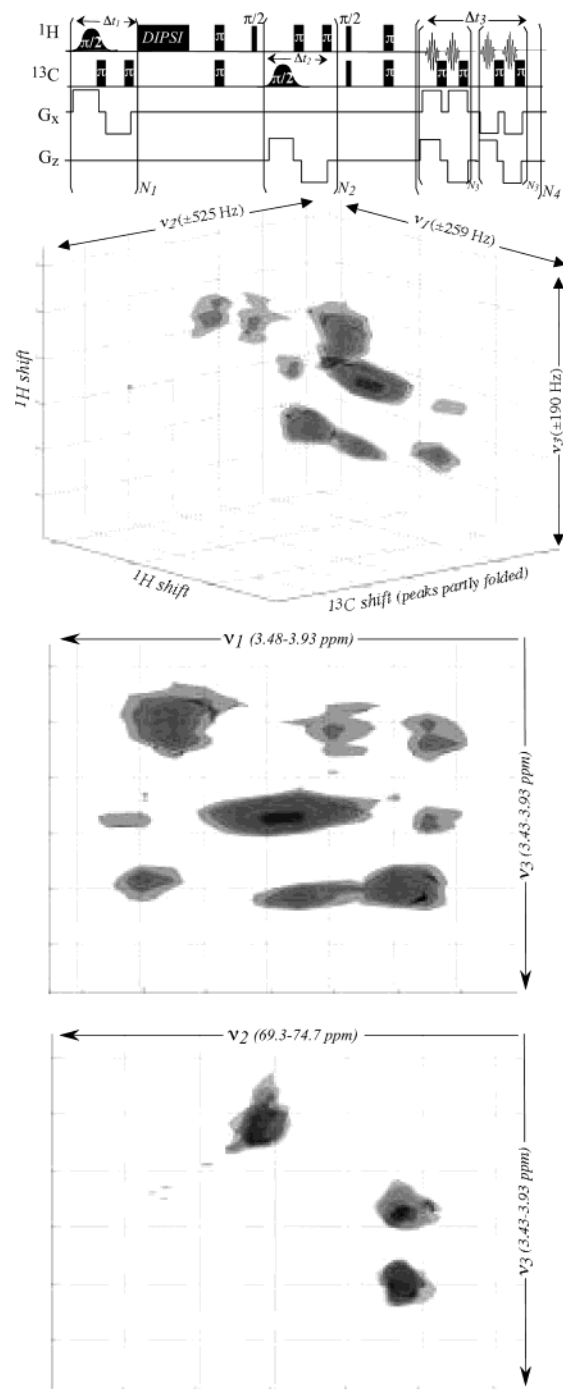 π/2 π/2
¹H Δt₁ π/2 DIPSI π π π π Δt₃
¹³C π π π π/2 Δt₂ π π π π π
Gₓ
G_z
N₁ N₂ N₃ N₃ N₄
ν₂(±525 Hz) ν₁(±259 Hz)
1H shift
ν₃(±190 Hz)
1H shift
13C shift (peaks partly folded)
ν₁ (3.48-3.93 ppm)
ν₃ (3.43-3.93 ppm)
ν₂ (69.3-74.7 ppm)
ν₃ (3.43-3.93 ppm)